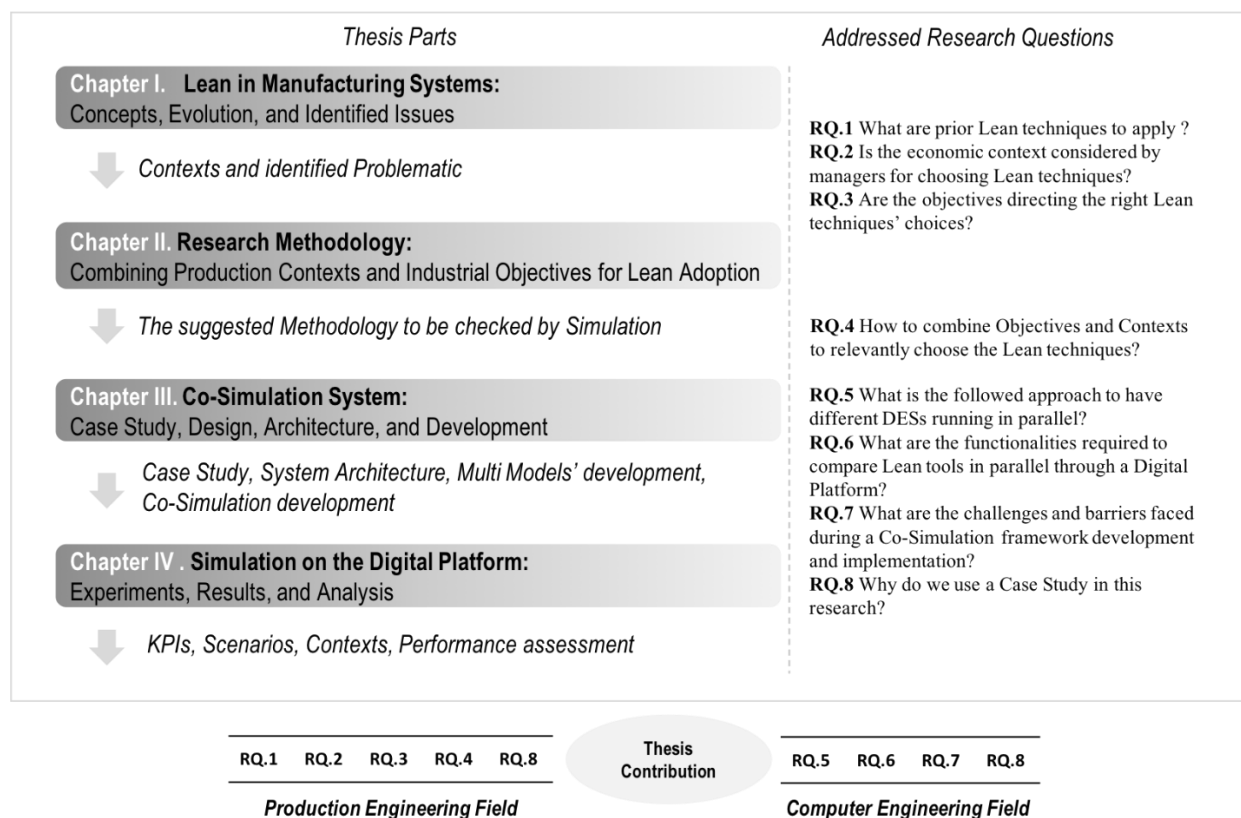 Thesis Parts
Addressed Research Questions
Chapter I. Lean in Manufacturing Systems:
Concepts, Evolution, and Identified Issues
Contexts and identified Problematic
Chapter II. Research Methodology:
Combining Production Contexts and Industrial Objectives for Lean Adoption
The suggested Methodology to be checked by Simulation
Chapter III. Co-Simulation System:
Case Study, Design, Architecture, and Development
Case Study, System Architecture, Multi Models' development,
Co-Simulation development
Chapter IV . Simulation on the Digital Platform:
Experiments, Results, and Analysis
KPIs, Scenarios, Contexts, Performance assessment
RQ.1 What are prior Lean techniques to apply ?
RQ.2 Is the economic context considered by
managers for choosing Lean techniques?
RQ.3 Are the objectives directing the right Lean
techniques' choices?
RQ.4 How to combine Objectives and Contexts
to relevantly choose the Lean techniques?
RQ.5 What is the followed approach to have
different DESs running in parallel?
RQ.6 What are the functionalities required to
compare Lean tools in parallel through a Digital
Platform?
RQ.7 What are the challenges and barriers faced
during a Co-Simulation framework development
and implementation?
RQ.8 Why do we use a Case Study in this
research?
RQ.1 RQ.2 RQ.3 RQ.4 RQ.8
Production Engineering Field
Thesis
Contribution
RQ.5 RQ.6 RQ.7 RQ.8
Computer Engineering Field